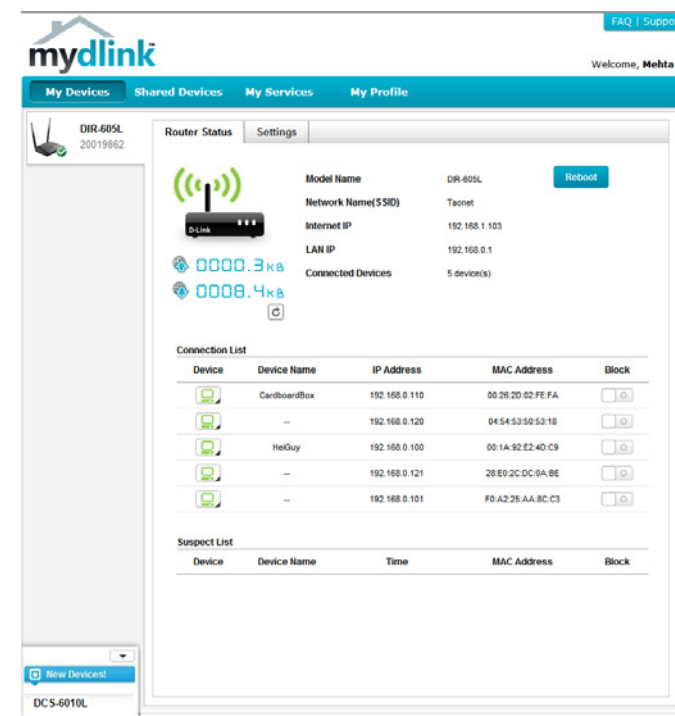 FAQ | Suppo
mydlink
Welcome, Mehta
My Devices Shared Devices My Services My Profile
DIR-605L
20019862
Router Status Settings
Model Name DIR-605L Reboot
Network Name(SSID) Taonet
Internet IP 192.168.1.103
LAN IP 192.168.0.1
Connected Devices 5 device(s)
D-Link
0000.3KB
0008.4KB
Connection List
Device Device Name IP Address MAC Address Block
CardboardBox 192.168.0.110 00:26:2D:02:FE:FA
-- 192.168.0.120 04:54:53:50:53:18
HeiGuy 192.168.0.100 00:1A:92:E2:4D:C9
-- 192.168.0.121 28:E0:2C:DC:0A:BE
-- 192.168.0.101 F0:A2:25:AA:8C:C3
Suspect List
Device Device Name Time MAC Address Block
New Devices!
DCS-6010L